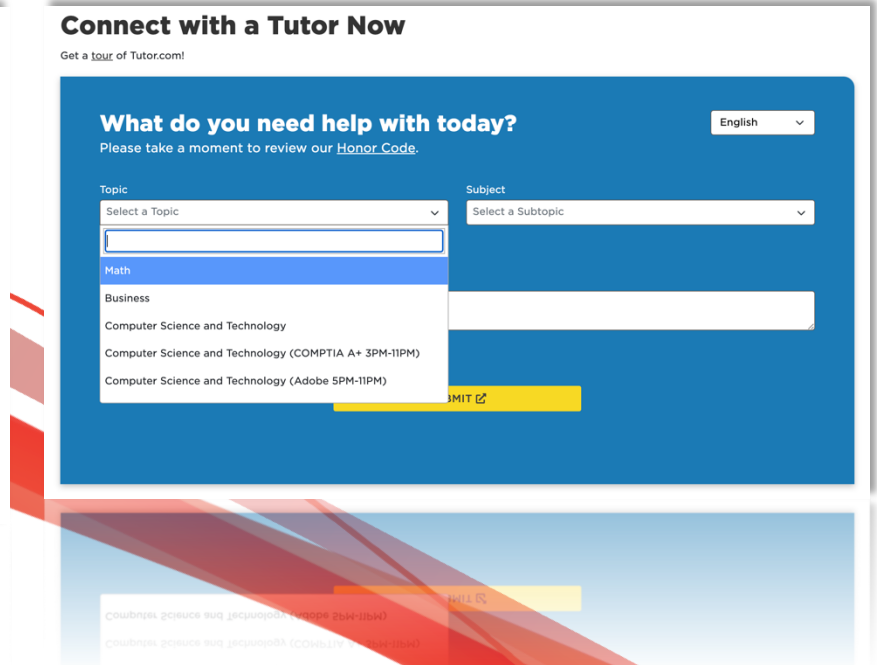 Connect with a Tutor Now
Get a tour of Tutor.com!
What do you need help with today?
English
Please take a moment to review our Honor Code.
Topic
Subject
Select a Topic
Select a Subtopic
Math
Business
Computer Science and Technology
Computer Science and Technology (COMPTIA A+ 3PM-11PM)
Computer Science and Technology (Adobe 5PM-11PM)
MIT